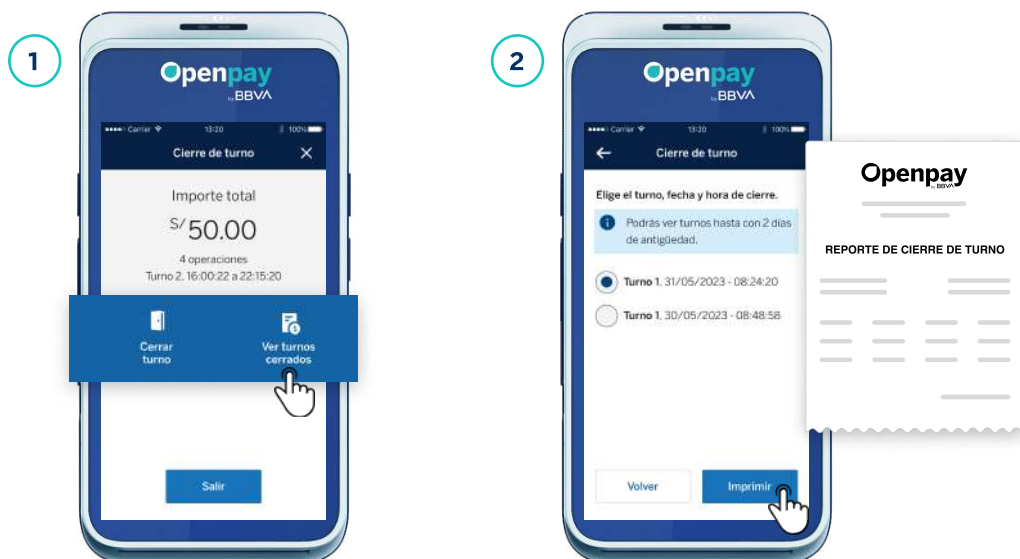 1
Openpay
by BBVA
Carrier 13:20 100%
Cierre de turno
Importe total
S/50.00
4 operaciones
Turno 2, 16:00:22 a 22:15:20
Cerrar turno
Ver turnos cerrados
Salir
2
Openpay
by BBVA
Carrier 13:20 100%
Cierre de turno
Elige el turno, fecha y hora de cierre.
Podrás ver turnos hasta con 2 días
de antigüedad.
Turno 1, 31/05/2023 - 08:24:20
Turno 1, 30/05/2023 - 08:48:58
Volver
Imprimir
Openpay
by BBVA
REPORTE DE CIERRE DE TURNO